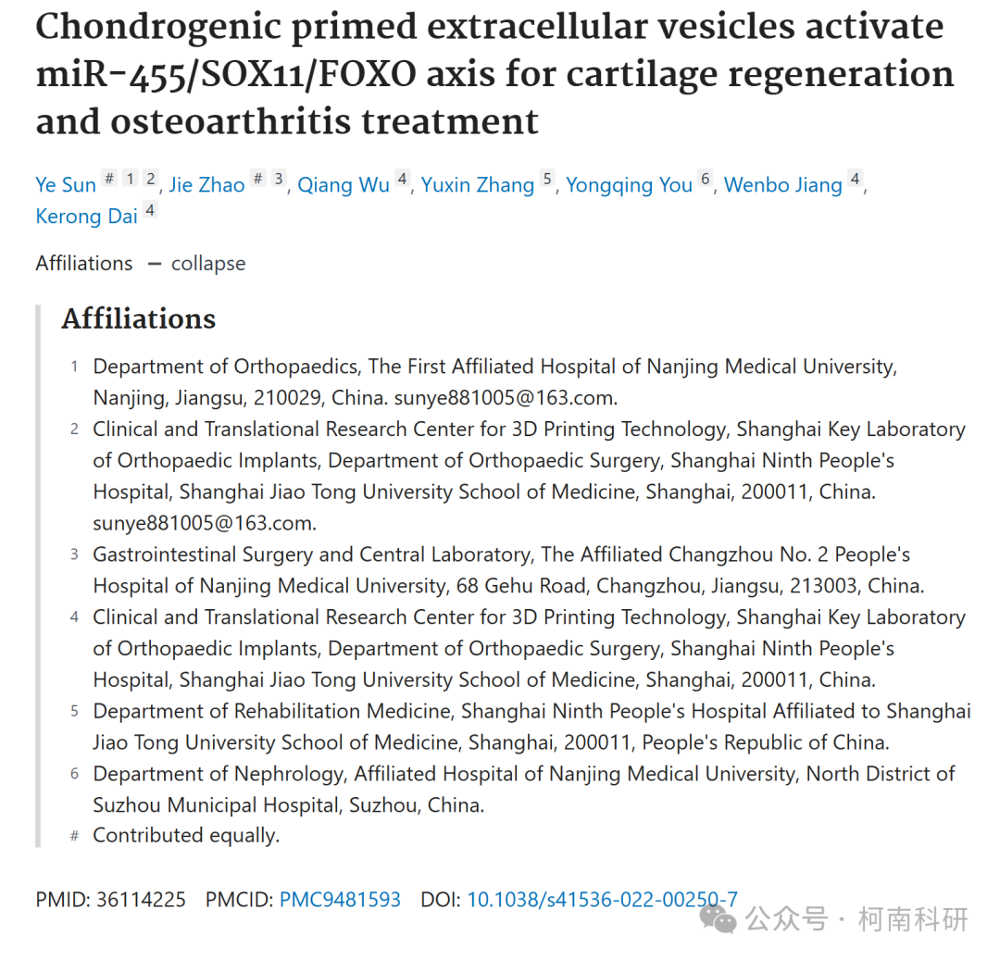 Chondrogenic primed extracellular vesicles activate
miR-455/SOX11/FOXO axis for cartilage regeneration
and osteoarthritis treatment
Ye Sun # 1 2, Jie Zhao # 3, Qiang Wu 4, Yuxin Zhang 5, Yongqing You 6, Wenbo Jiang 4,
Kerong Dai 4
Affiliations — collapse
Affiliations
1 Department of Orthopaedics, The First Affiliated Hospital of Nanjing Medical University,
Nanjing, Jiangsu, 210029, China. sunye881005@163.com.
2 Clinical and Translational Research Center for 3D Printing Technology, Shanghai Key Laboratory
of Orthopaedic Implants, Department of Orthopaedic Surgery, Shanghai Ninth People's
Hospital, Shanghai Jiao Tong University School of Medicine, Shanghai, 200011, China.
sunye881005@163.com.
3 Gastrointestinal Surgery and Central Laboratory, The Affiliated Changzhou No. 2 People's
Hospital of Nanjing Medical University, 68 Gehu Road, Changzhou, Jiangsu, 213003, China.
4 Clinical and Translational Research Center for 3D Printing Technology, Shanghai Key Laboratory
of Orthopaedic Implants, Department of Orthopaedic Surgery, Shanghai Ninth People's
Hospital, Shanghai Jiao Tong University School of Medicine, Shanghai, 200011, China.
5 Department of Rehabilitation Medicine, Shanghai Ninth People's Hospital Affiliated to Shanghai
Jiao Tong University School of Medicine, Shanghai, 200011, People's Republic of China.
6 Department of Nephrology, Affiliated Hospital of Nanjing Medical University, North District of
Suzhou Municipal Hospital, Suzhou, China.
# Contributed equally.
PMID: 36114225 PMCID: PMC9481593 DOI: 10.1038/s41536-022-00250-7
公众号 · 柯南科研